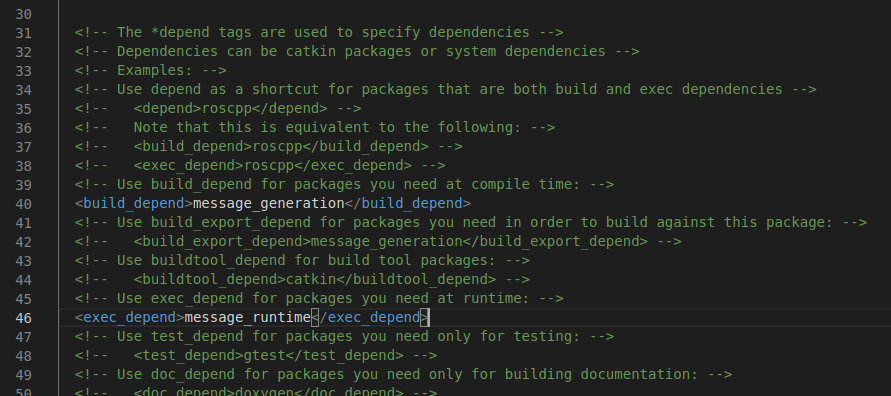 30
31 <!-- The *depend tags are used to specify dependencies -->
32 <!-- Dependencies can be catkin packages or system dependencies -->
33 <!-- Examples: -->
34 <!-- Use depend as a shortcut for packages that are both build and exec dependencies -->
35 <!--   <depend>roscpp</depend> -->
36 <!--   Note that this is equivalent to the following: -->
37 <!--   <build_depend>roscpp</build_depend> -->
38 <!--   <exec_depend>roscpp</exec_depend> -->
39 <!-- Use build_depend for packages you need at compile time: -->
40 <build_depend>message_generation</build_depend>
41 <!-- Use build_export_depend for packages you need in order to build against this package: -->
42 <!--   <build_export_depend>message_generation</build_export_depend> -->
43 <!-- Use buildtool_depend for build tool packages: -->
44 <!--   <buildtool_depend>catkin</buildtool_depend> -->
45 <!-- Use exec_depend for packages you need at runtime: -->
46 <exec_depend>message_runtime</exec_depend>
47 <!-- Use test_depend for packages you need only for testing: -->
48 <!--   <test_depend>gtest</test_depend> -->
49 <!-- Use doc_depend for packages you need only for building documentation: -->
50 <!--   <doc_depend>doxygen</doc_depend> -->